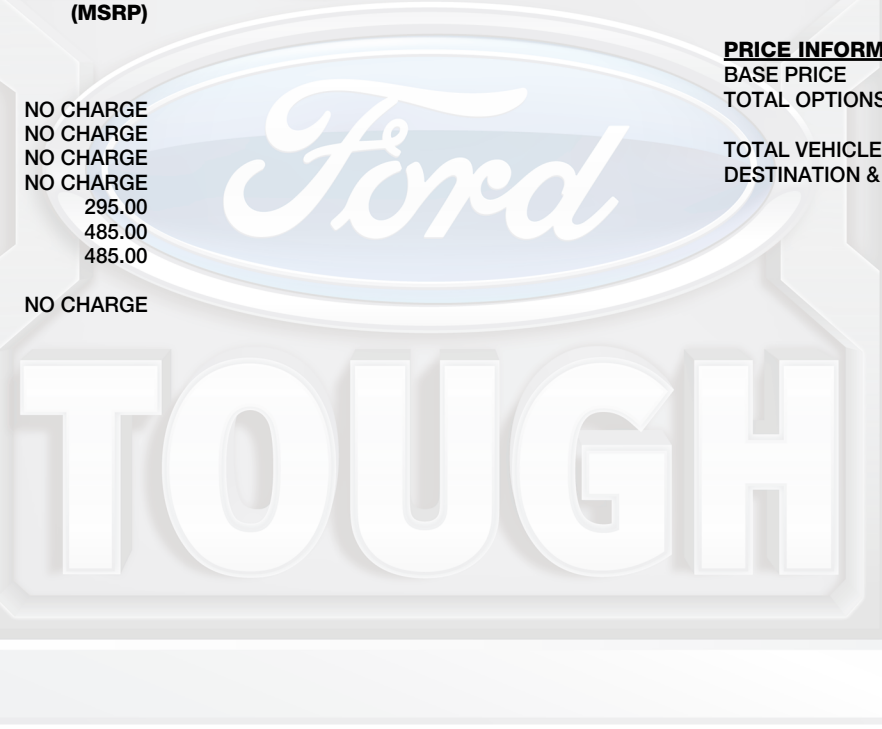 (MSRP)
NO CHARGE
NO CHARGE
NO CHARGE
NO CHARGE
295.00
485.00
485.00
NO CHARGE
PRICE INFORM
BASE PRICE
TOTAL OPTIONS
TOTAL VEHICLE
DESTINATION &
Ford
TOUGH